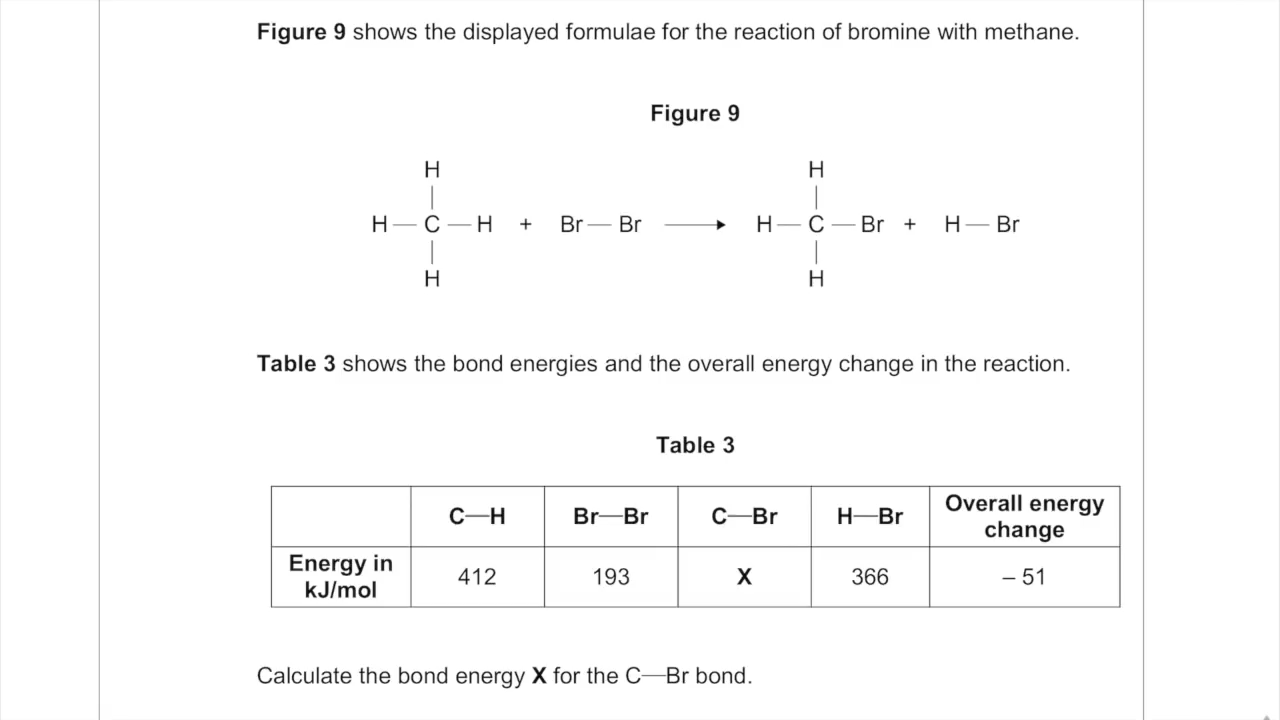 Figure 9 shows the displayed formulae for the reaction of bromine with methane.
Figure 9
H H
H — C — H + Br — Br ⟶ H — C — Br + H — Br
H H
Table 3 shows the bond energies and the overall energy change in the reaction.
Table 3
C—H Br—Br C—Br H—Br Overall energy change
Energy in kJ/mol 412 193 X 366 – 51
Calculate the bond energy X for the C—Br bond.